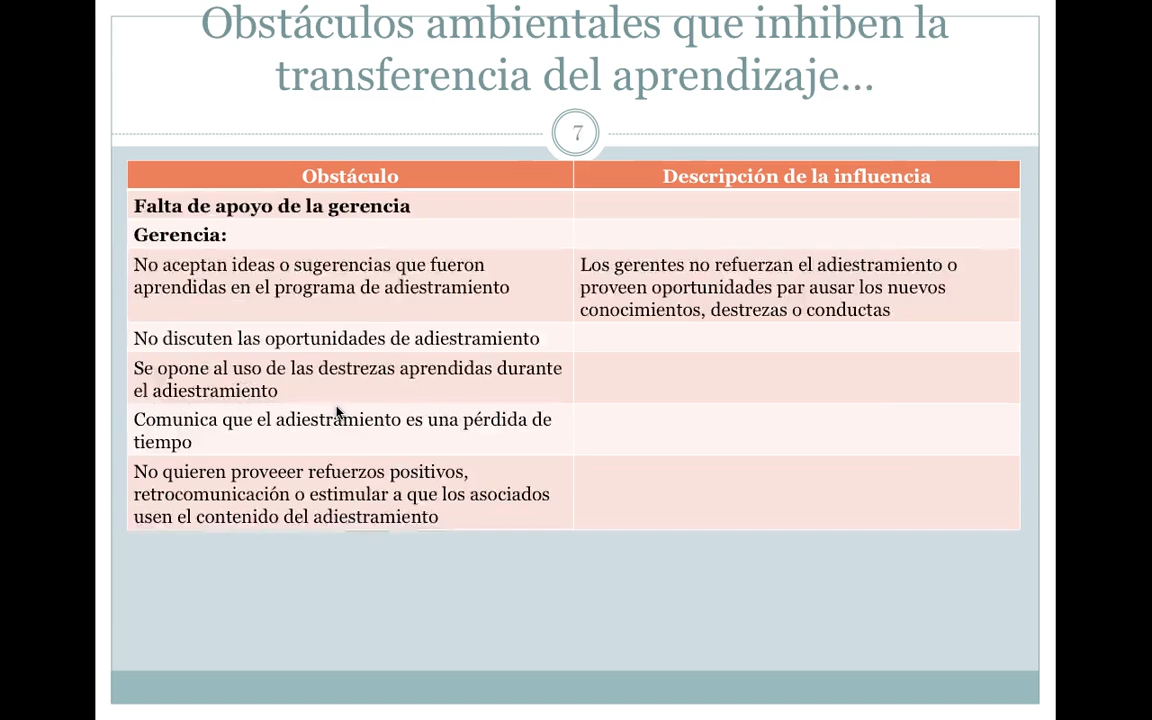 Obstáculos ambientales que inhiben la
transferencia del aprendizaje...
7
Obstáculo
Descripción de la influencia
Falta de apoyo de la gerencia
Gerencia:
No aceptan ideas o sugerencias que fueron
aprendidas en el programa de adiestramiento
Los gerentes no refuerzan el adiestramiento o
proveen oportunidades par ausar los nuevos
conocimientos, destrezas o conductas
No discuten las oportunidades de adiestramiento
Se opone al uso de las destrezas aprendidas durante
el adiestramiento
Comunica que el adiestramiento es una pérdida de
tiempo
No quieren proveeer refuerzos positivos,
retrocomunicación o estimular a que los asociados
usen el contenido del adiestramiento